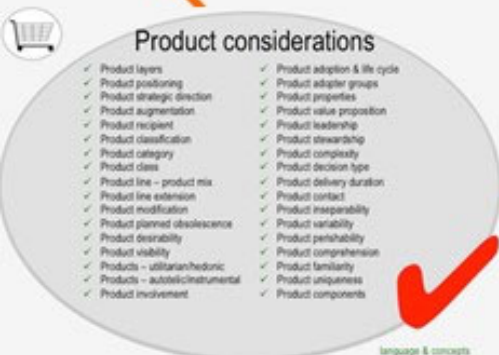 Product considerations
Product layers
Product positioning
Product strategic direction
Product augmentation
Product recipient
Product classification
Product category
Product class
Product line – product mix
Product line extension
Product modification
Product planned obsolescence
Product desirability
Product visibility
Products – utilitarian/hedonic
Products – autotelic/instrumental
Product involvement
Product adoption & life cycle
Product adopter groups
Product properties
Product value proposition
Product leadership
Product stewardship
Product complexity
Product decision type
Product delivery duration
Product contact
Product inseparability
Product variability
Product perishability
Product comprehension
Product familiarity
Product uniqueness
Product components
language & concepts